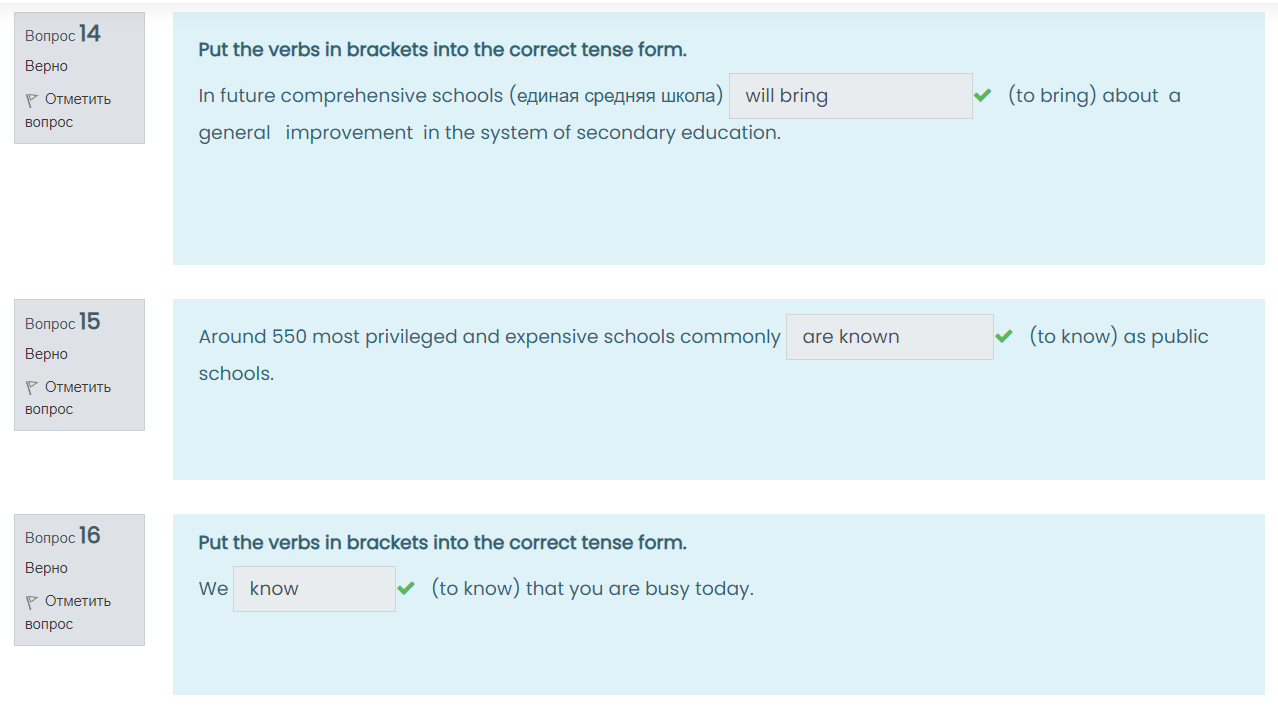 Вопрос 14
Верно
Отметить
вопрос
Put the verbs in brackets into the correct tense form.
In future comprehensive schools (единая средняя школа) will bring (to bring) about a
general improvement in the system of secondary education.
Вопрос 15
Верно
Отметить
вопрос
Around 550 most privileged and expensive schools commonly are known (to know) as public
schools.
Вопрос 16
Верно
Отметить
вопрос
Put the verbs in brackets into the correct tense form.
We know (to know) that you are busy today.